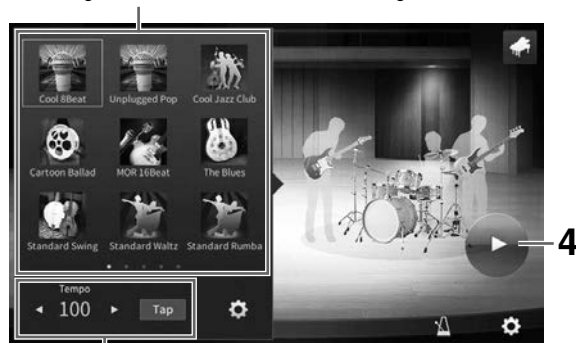 Cool 8Beat Unplugged Pop Cool Jazz Club
Cartoon Ballad MOR 16Beat The Blues
4
Standard Swing Standard Waltz Standard Rumba
Tempo
100 Tap